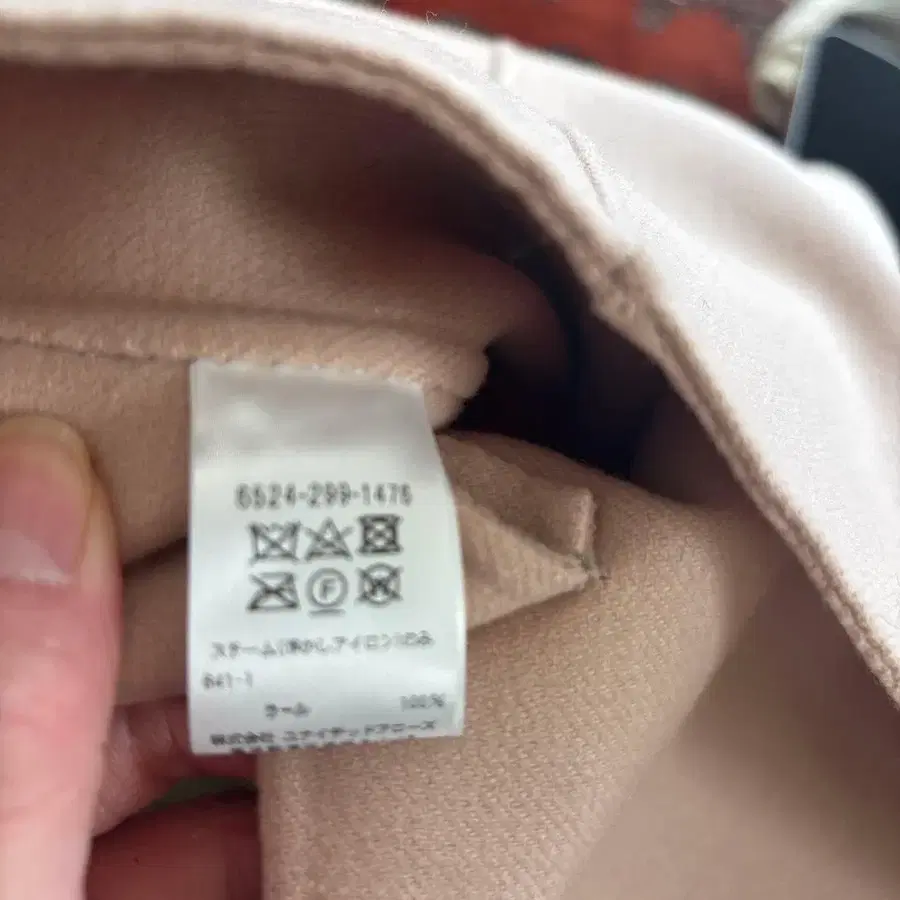 6524-299-1476
F
スチーム(浮かしアイロン)のみ
641-1
ウール 100%
株式会社 ユナイテッドアローズ